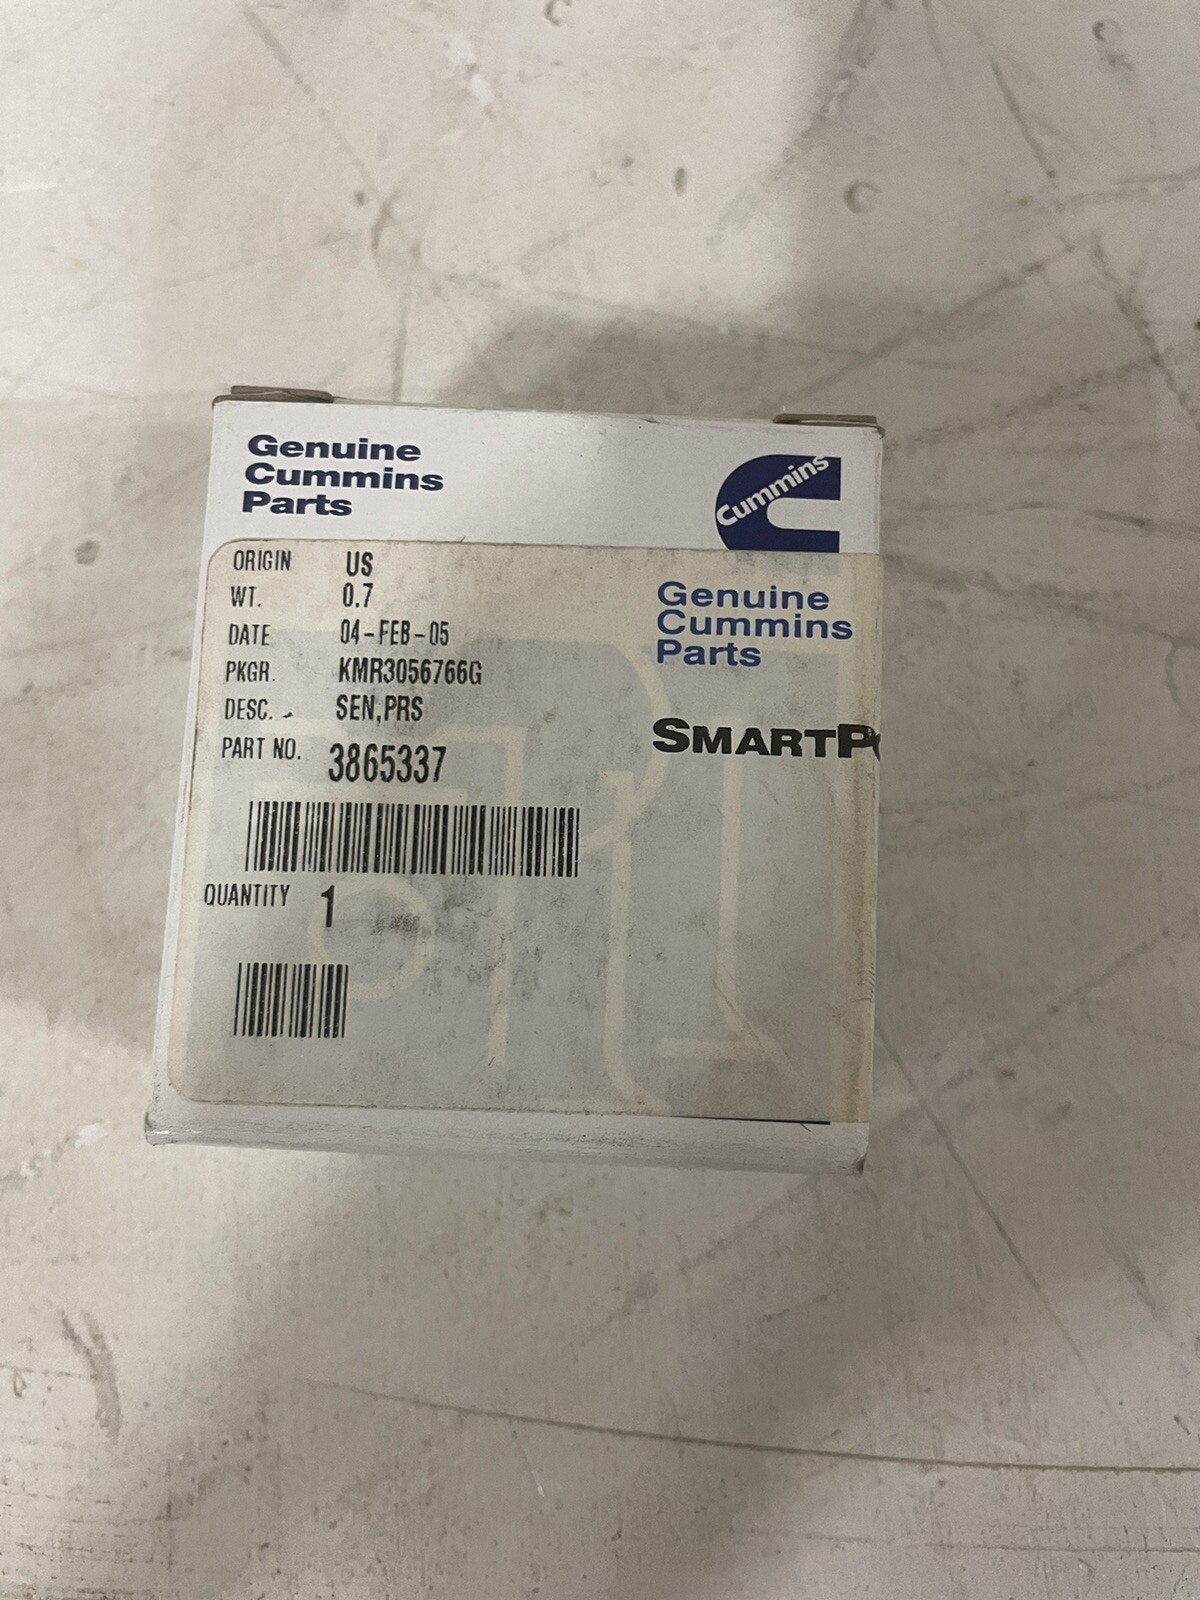 Genuine
Cummins
Parts
Cummins
ORIGIN US
WT. 0.7
DATE 04-FEB-05
PKGR. KMR3056766G
DESC. SEN,PRS
PART NO. 3865337
QUANTITY 1
Genuine
Cummins
Parts